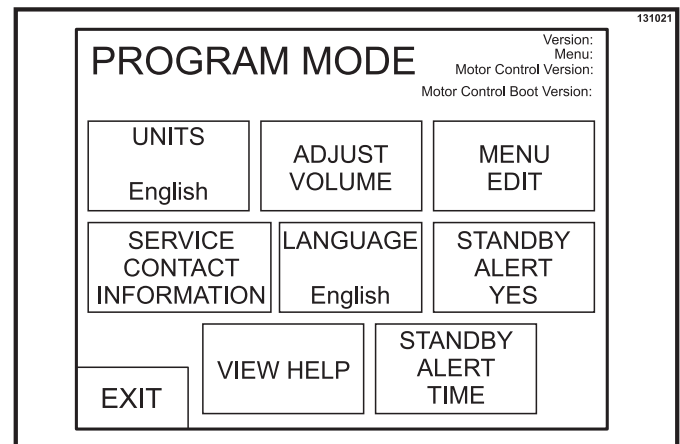 131021
PROGRAM MODE
Version:
Menu:
Motor Control Version:
Motor Control Boot Version:
UNITS
English
ADJUST
VOLUME
MENU
EDIT
SERVICE
CONTACT
INFORMATION
LANGUAGE
English
STANDBY
ALERT
YES
VIEW HELP
STANDBY
ALERT
TIME
EXIT